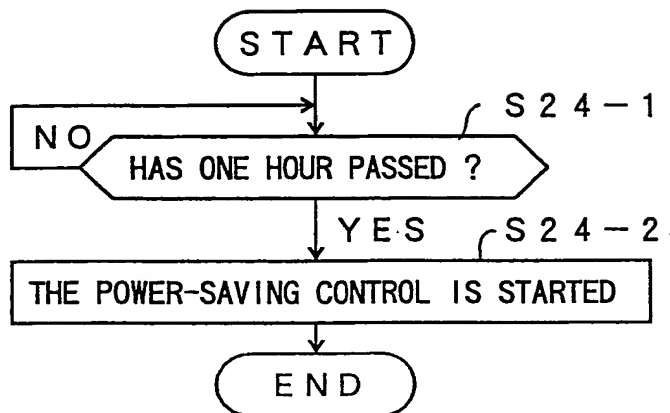 START
S24-1
NO
HAS ONE HOUR PASSED ?
YES
S24-2
THE POWER-SAVING CONTROL IS STARTED
END